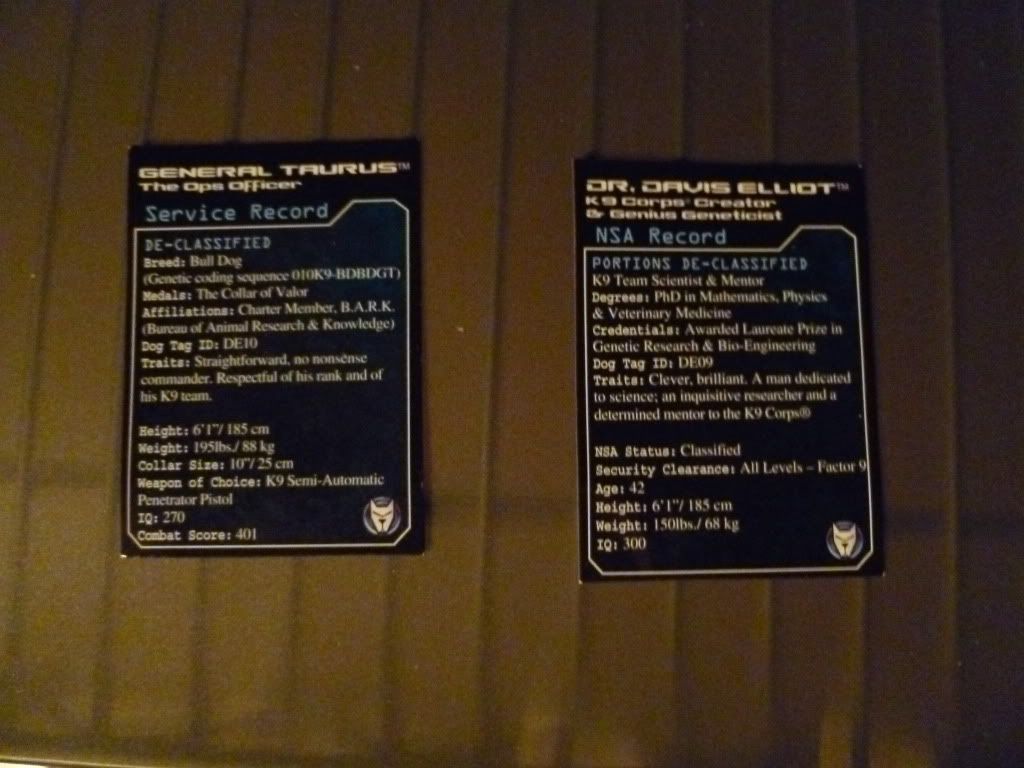 GENERAL TAURUS™
The Ops Officer
Service Record
DE-CLASSIFIED
Breed: Bull Dog
(Genetic coding sequence 010K9-BDBDGT)
Medals: The Collar of Valor
Affiliations: Charter Member, B.A.R.K.
(Bureau of Animal Research & Knowledge)
Dog Tag ID: DE10
Traits: Straightforward, no nonsense
commander. Respectful of his rank and of
his K9 team.
Height: 6'1"/ 185 cm
Weight: 195lbs./ 88 kg
Collar Size: 10"/ 25 cm
Weapon of Choice: K9 Semi-Automatic
Penetrator Pistol
IQ: 270
Combat Score: 401
DR. DAVIS ELLIOT™
K9 Corps' Creator
& Genius Geneticist
NSA Record
PORTIONS DE-CLASSIFIED
K9 Team Scientist & Mentor
Degrees: PhD in Mathematics, Physics
& Veterinary Medicine
Credentials: Awarded Laureate Prize in
Genetic Research & Bio-Engineering
Dog Tag ID: DE09
Traits: Clever, brilliant. A man dedicated
to science; an inquisitive researcher and a
determined mentor to the K9 Corps®
NSA Status: Classified
Security Clearance: All Levels – Factor 9
Age: 42
Height: 6'1"/ 185 cm
Weight: 150lbs./ 68 kg
IQ: 300